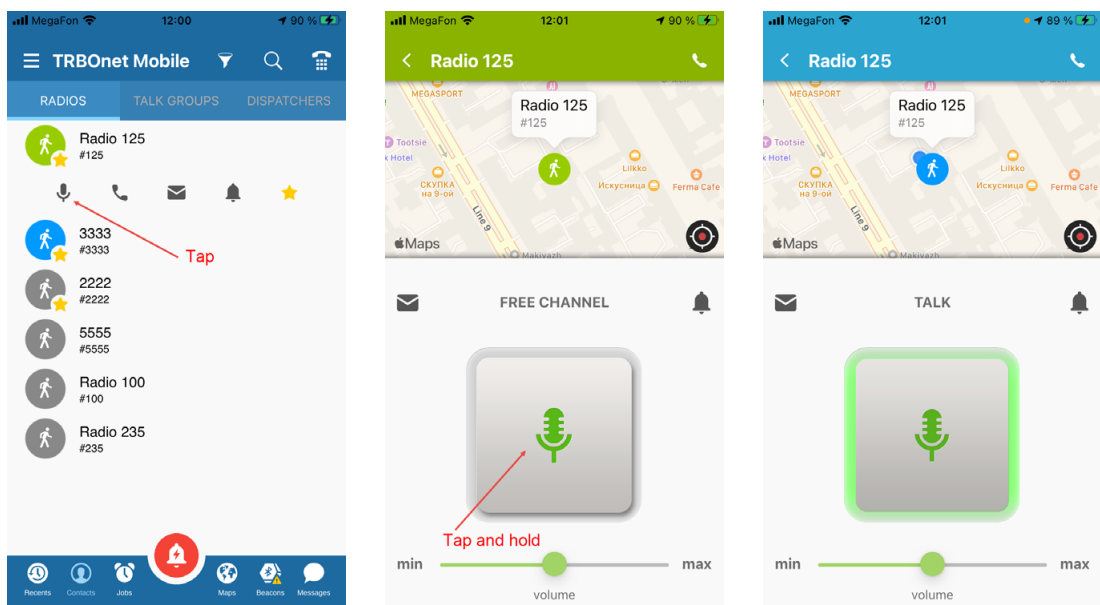 MegaFon 12:00 90 %
TRBOnet Mobile
RADIOS TALK GROUPS DISPATCHERS
Radio 125
#125
Tap
3333
#3333
2222
#2222
5555
#5555
Radio 100
#100
Radio 235
#235
Recents Contacts Jobs Maps Beacons Messages
MegaFon 12:01 90 %
Radio 125
MEGASPORT
Radio 125
#125
Tootsie
k Hotel
Lilkko
СКУПКА
на 9-ой
Искусница
Ferma Cafe
Line 9
Maps
Makivazh
FREE CHANNEL
Tap and hold
min max
volume
MegaFon 12:01 89 %
Radio 125
MEGASPORT
Radio 125
#125
Tootsie
k Hotel
Lilkko
СКУПКА
на 9-ой
Искусница
Ferma Cafe
Line 9
Maps
Makivazh
TALK
min max
volume